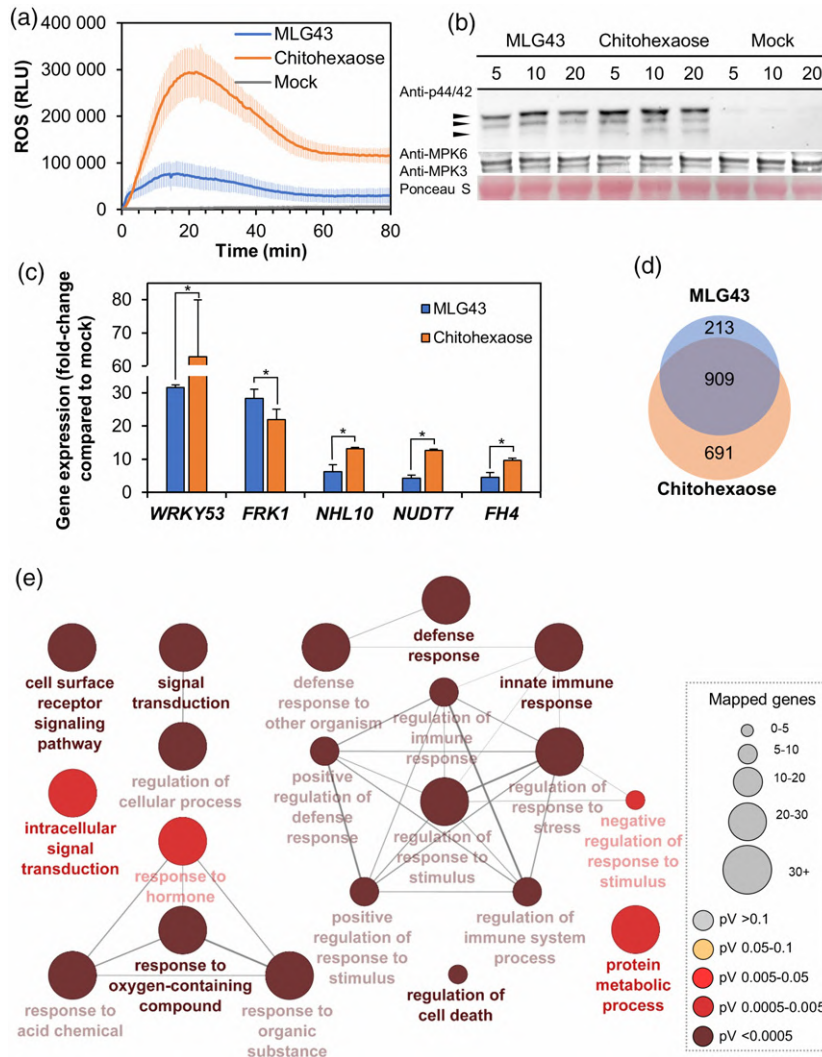 (a)
MLG43
Chitohexaose
Mock
ROS (RLU)
400 000
300 000
200 000
100 000
0
0 20 40 60 80
Time (min)
(b)
MLG43 Chitohexaose Mock
5 10 20 5 10 20 5 10 20
Anti-p44/42
Anti-MPK6
Anti-MPK3
Ponceau S
(c)
Gene expression (fold-change
compared to mock)
80
60
30
20
10
0
MLG43
Chitohexaose
* * * * *
WRKY53 FRK1 NHL10 NUDT7 FH4
(d)
MLG43
213
909
691
Chitohexaose
(e)
cell surface
receptor
signaling
pathway
signal
transduction
regulation of
cellular process
intracellular
signal
transduction
response to
hormone
response to
oxygen-containing
compound
response to
acid chemical
response to
organic
substance
defense
response
defense
response to
other organism
innate immune
response
regulation of
immune
response
positive
regulation of
defense
response
regulation of
response to
stress
regulation of
response to
stimulus
negative
regulation of
response to
stimulus
positive
regulation of
response to
stimulus
regulation of
immune system
process
regulation of
cell death
protein
metabolic
process
Mapped genes
0-5
5-10
10-20
20-30
30+
pV >0.1
pV 0.05-0.1
pV 0.005-0.05
pV 0.0005-0.005
pV <0.0005